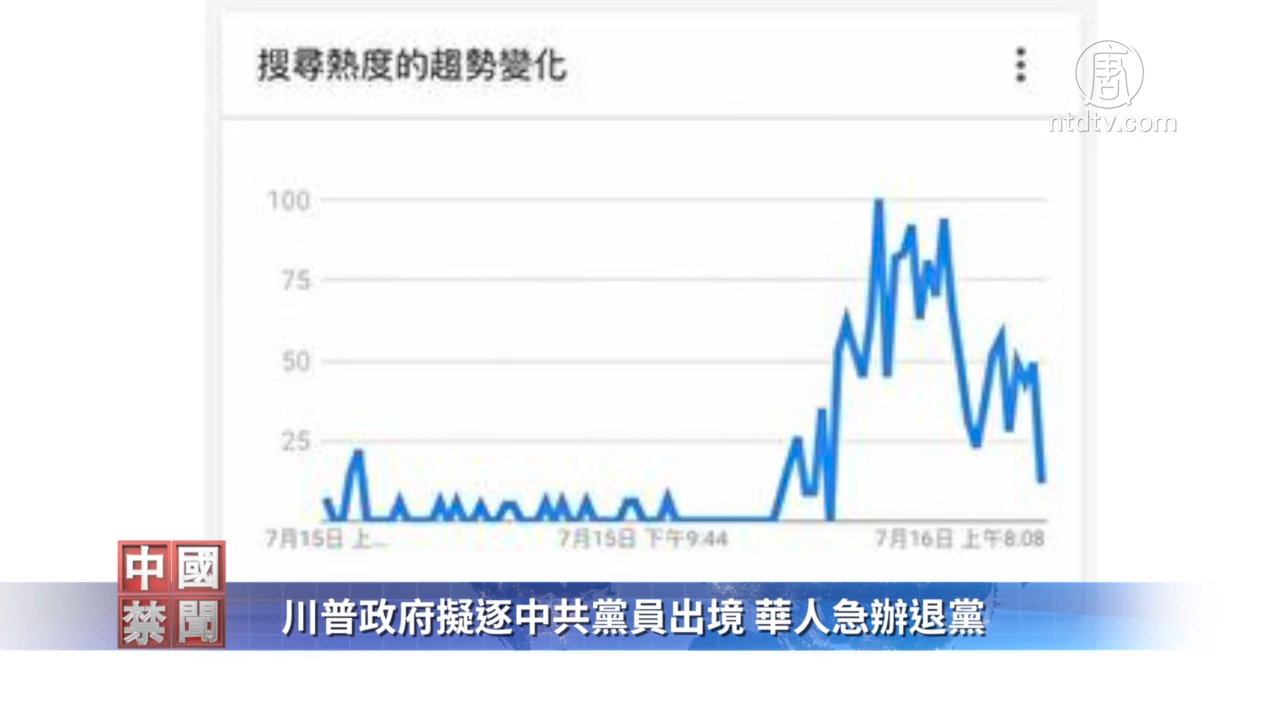 搜尋熱度的趨勢變化
唐
ntdtv.com
100
75
50
25
7月15日 上...
7月15日 下午9:44
7月16日 上午8:08
中國
禁聞
川普政府擬逐中共黨員出境 華人急辦退黨